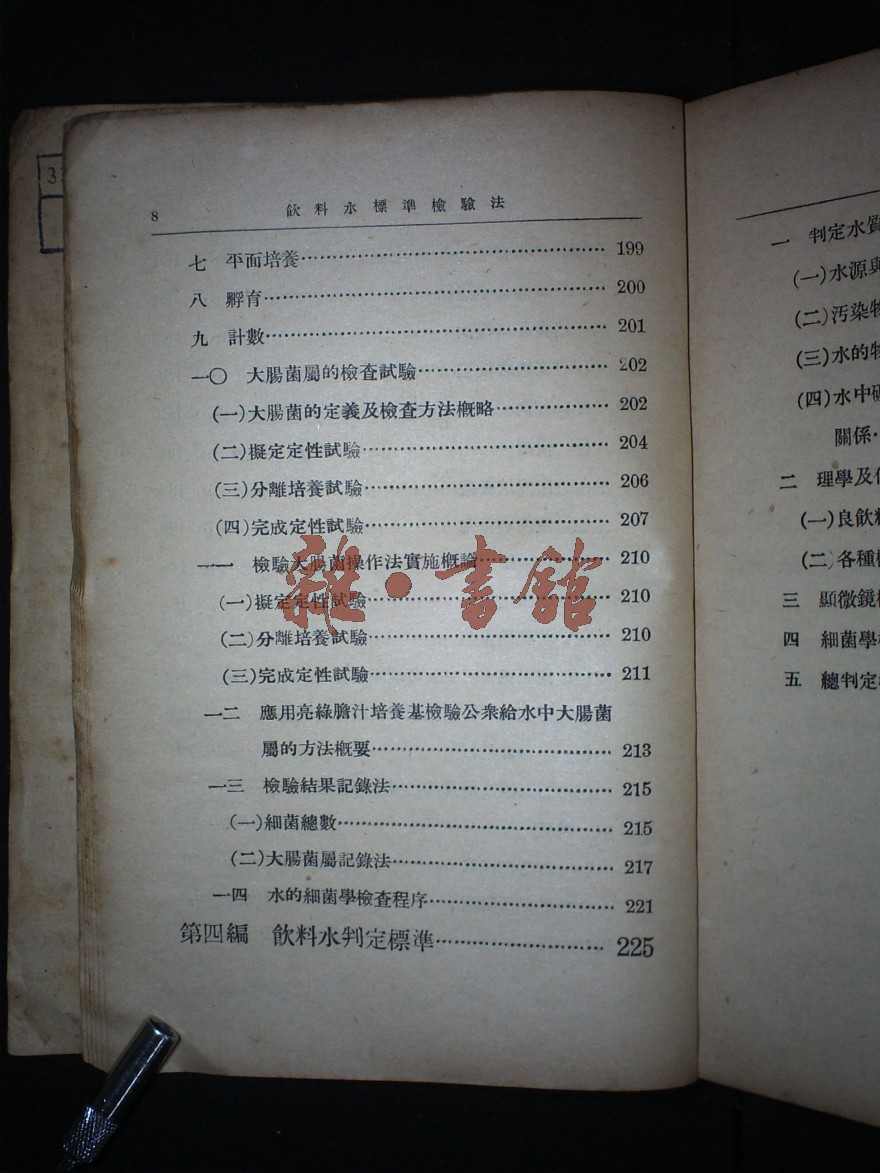 8
飲料水標準檢驗法
七 平面培養 199
八 孵育 200
九 計數 201
一〇 大腸菌屬的檢查試驗 202
(一)大腸菌的定義及檢查方法概略 202
(二)擬定定性試驗 204
(三)分離培養試驗 206
(四)完成定性試驗 207
一一 檢驗大腸菌操作法實施概論 210
(一)擬定定性試驗 210
(二)分離培養試驗 210
(三)完成定性試驗 211
一二 應用亮綠膽汁培養基檢驗公衆給水中大腸菌
屬的方法概要 213
一三 檢驗結果記錄法 215
(一)細菌總數 215
(二)大腸菌屬記錄法 217
一四 水的細菌學檢查程序 221
第四編 飲料水判定標準 225
雜·書館
一 判定水質
(一)水源與
(二)汚染物
(三)水的物
(四)水中
關係
二 理學及
(一)良飲料
(二)各種
三 顯微鏡
四 細菌學
五 總判定